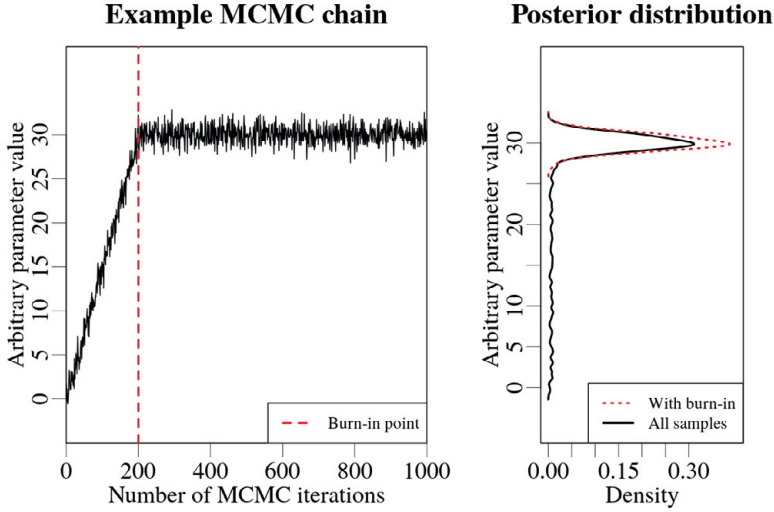 Example MCMC chain
Arbitrary parameter value
0 5 10 15 20 25 30
0 200 400 600 800 1000
Number of MCMC iterations
Burn-in point
Posterior distribution
Arbitrary parameter value
0 5 10 20 30
0.00 0.15 0.30
Density
With burn-in
All samples